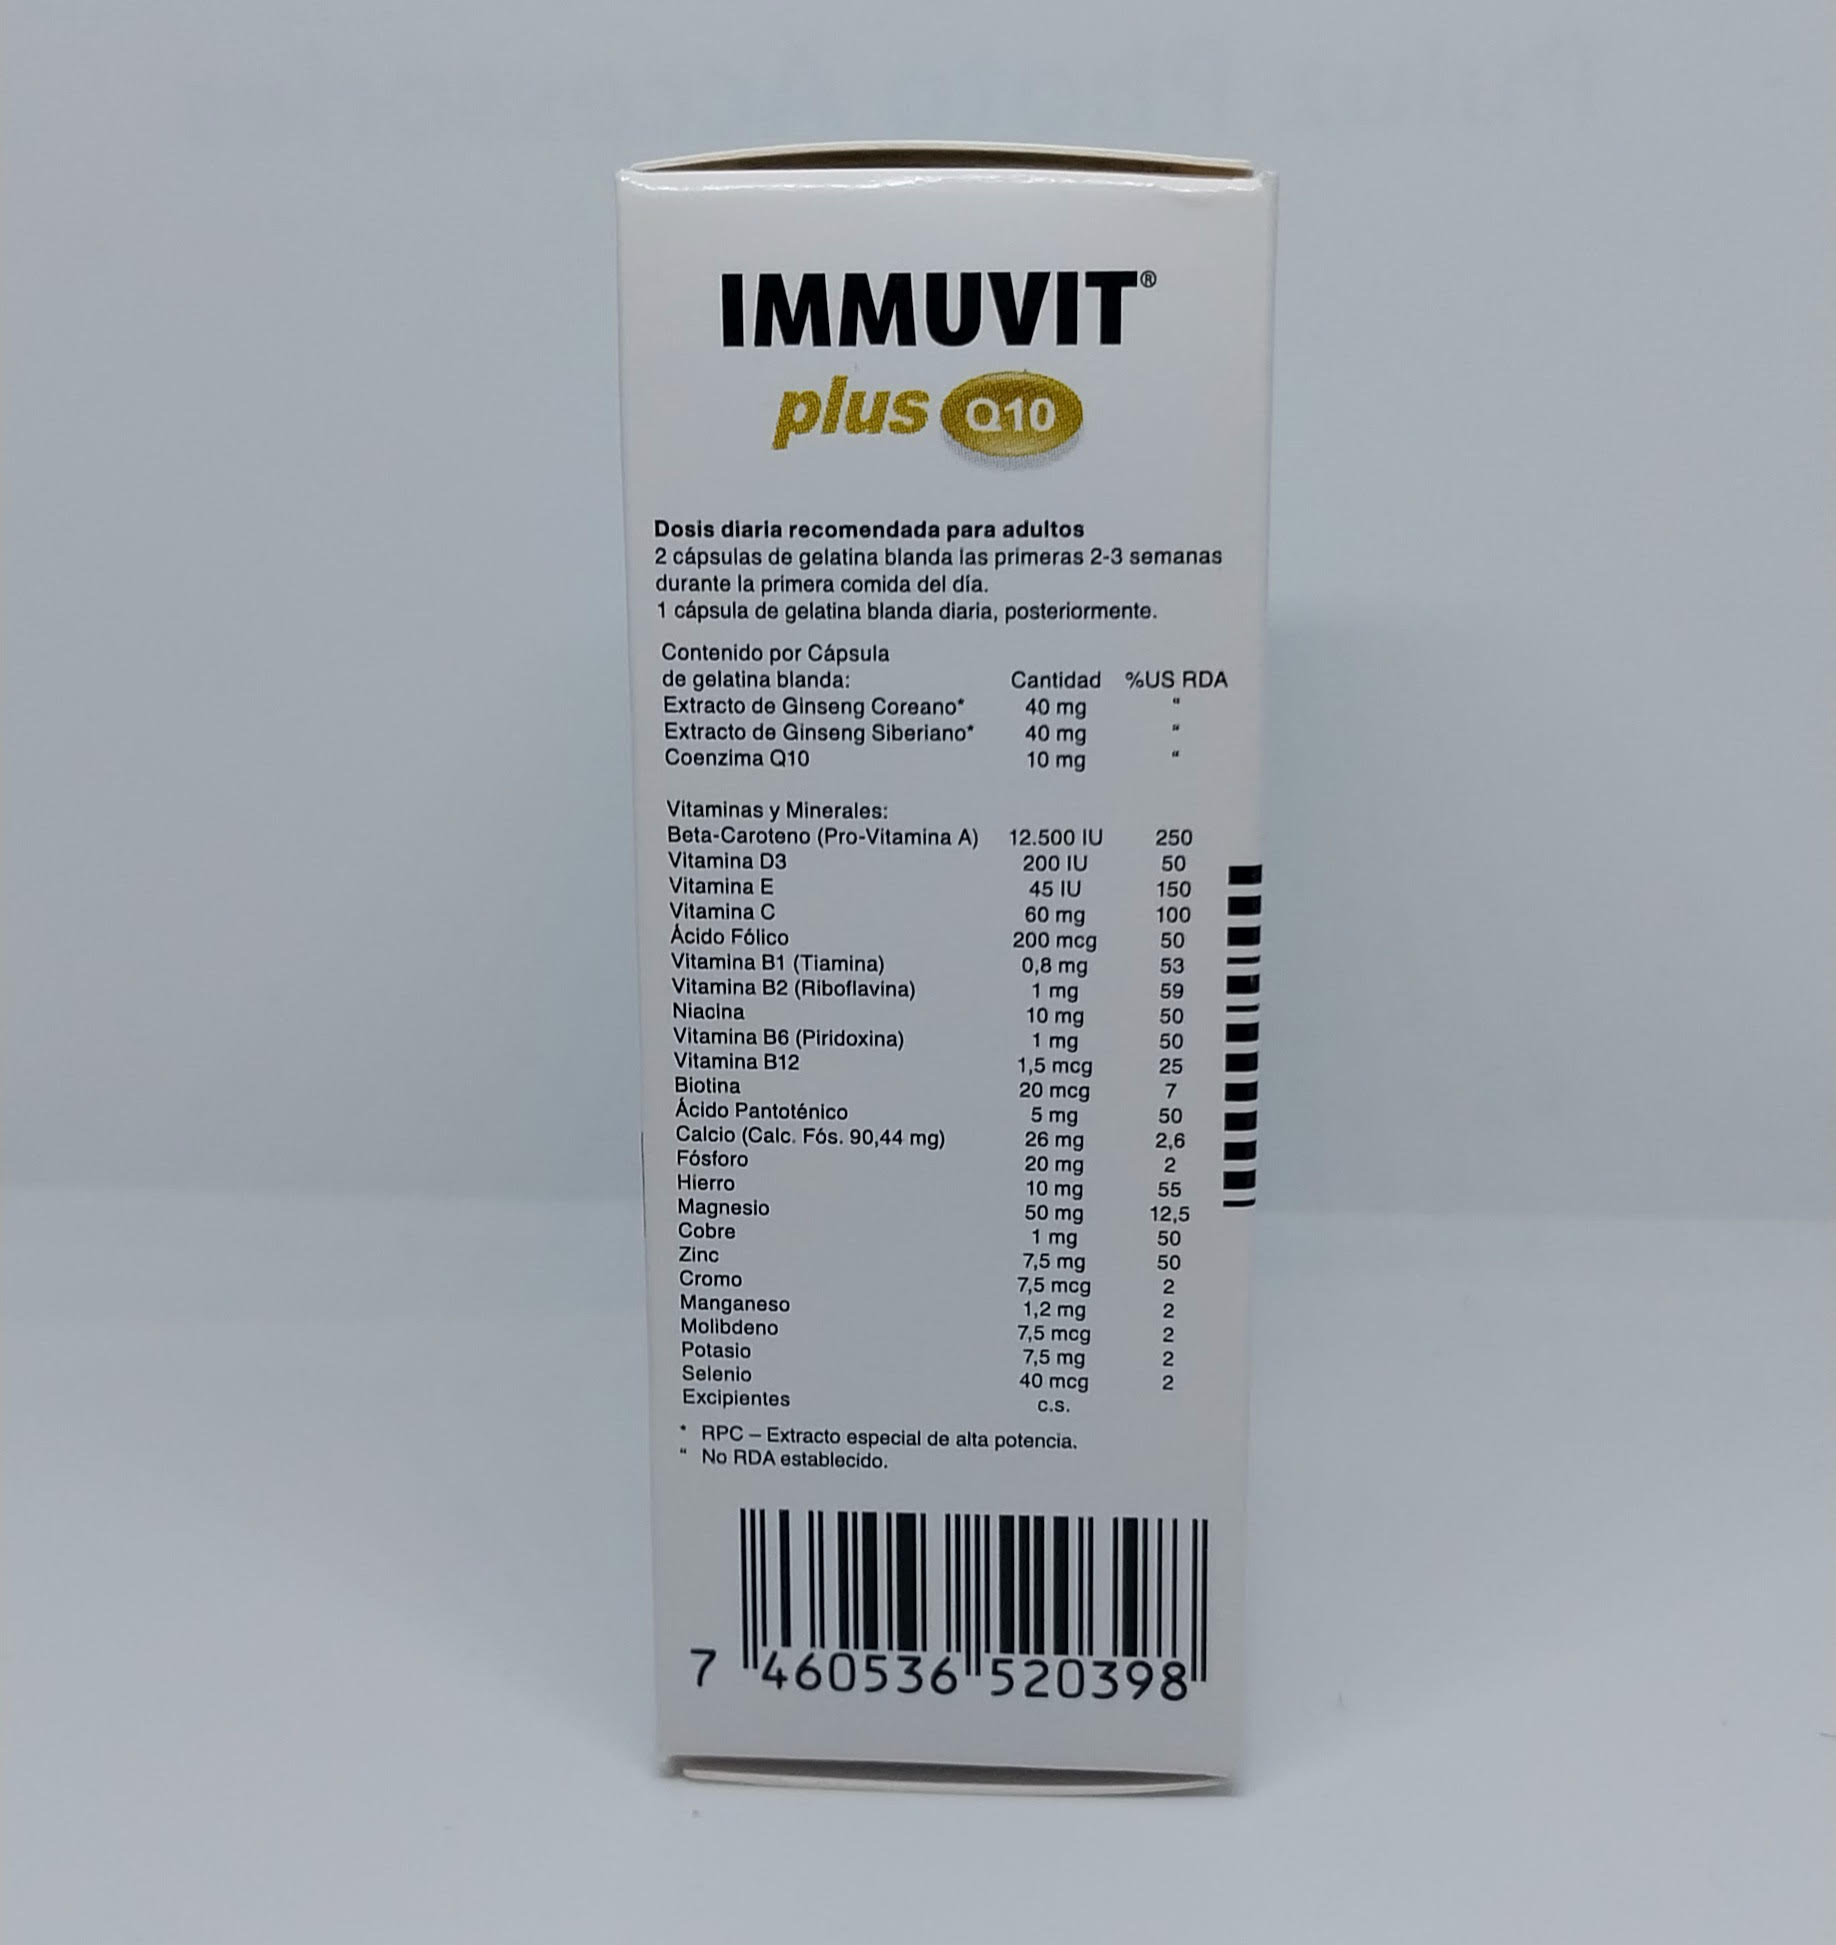 IMMUVIT®
plus Q10
Dosis diaria recomendada para adultos
2 cápsulas de gelatina blanda las primeras 2-3 semanas
durante la primera comida del día.
1 cápsula de gelatina blanda diaria, posteriormente.
Contenido por Cápsula
de gelatina blanda: Cantidad %US RDA
Extracto de Ginseng Coreano* 40 mg “
Extracto de Ginseng Siberiano* 40 mg “
Coenzima Q10 10 mg “
Vitaminas y Minerales:
Beta-Caroteno (Pro-Vitamina A) 12.500 IU 250
Vitamina D3 200 IU 50
Vitamina E 45 IU 150
Vitamina C 60 mg 100
Ácido Fólico 200 mcg 50
Vitamina B1 (Tiamina) 0,8 mg 53
Vitamina B2 (Riboflavina) 1 mg 59
Niacina 10 mg 50
Vitamina B6 (Piridoxina) 1 mg 50
Vitamina B12 1,5 mcg 25
Biotina 20 mcg 7
Ácido Pantoténico 5 mg 50
Calcio (Calc. Fós. 90,44 mg) 26 mg 2,6
Fósforo 20 mg 2
Hierro 10 mg 55
Magnesio 50 mg 12,5
Cobre 1 mg 50
Zinc 7,5 mg 50
Cromo 7,5 mcg 2
Manganeso 1,2 mg 2
Molibdeno 7,5 mcg 2
Potasio 7,5 mg 2
Selenio 40 mcg 2
Excipientes c.s.
* RPC – Extracto especial de alta potencia.
“ No RDA establecido.
7 460536 520398